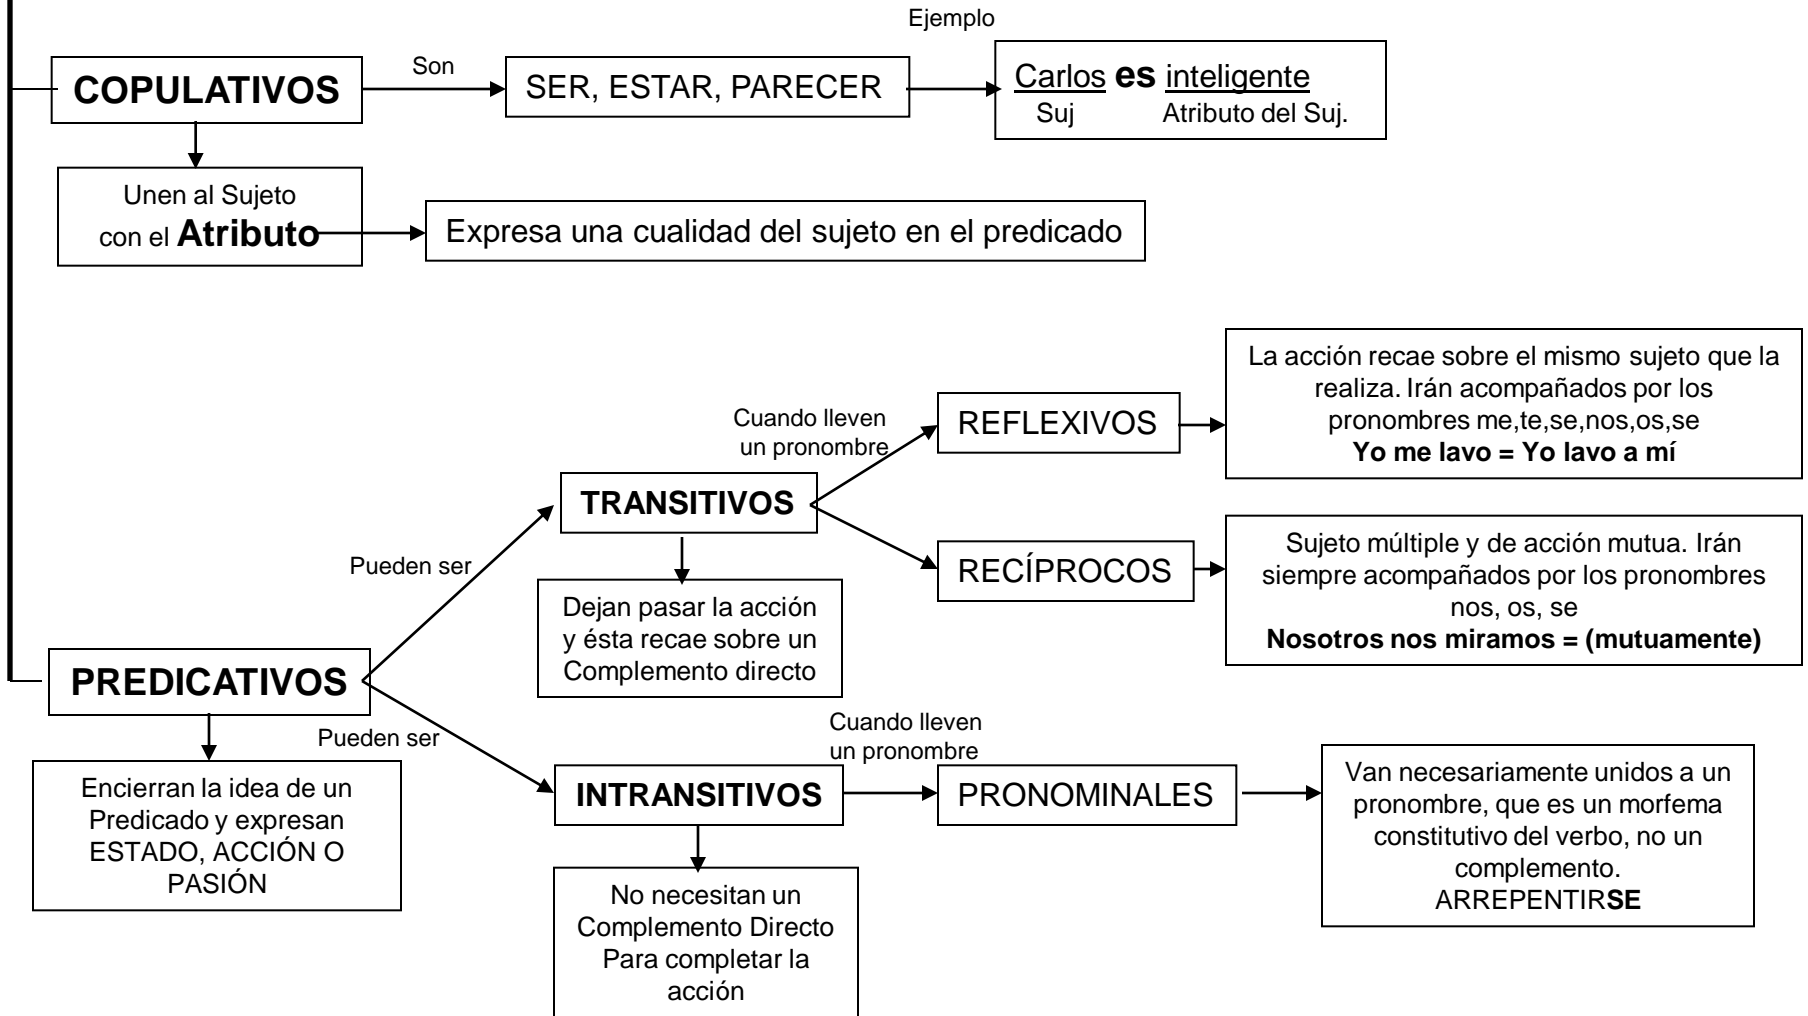 Ejemplo
COPULATIVOS
Son
SER, ESTAR, PARECER
Carlos es inteligente
Suj Atributo del Suj.
Unen al Sujeto
con el Atributo
Expresa una cualidad del sujeto en el predicado
La acción recae sobre el mismo sujeto que la
realiza. Irán acompañados por los
pronombres me,te,se,nos,os,se
Yo me lavo = Yo lavo a mí
Cuando lleven
un pronombre
REFLEXIVOS
TRANSITIVOS
RECÍPROCOS
Sujeto múltiple y de acción mutua. Irán
siempre acompañados por los pronombres
nos, os, se
Nosotros nos miramos = (mutuamente)
Pueden ser
Dejan pasar la acción
y ésta recae sobre un
Complemento directo
PREDICATIVOS
Pueden ser
Cuando lleven
un pronombre
Encierran la idea de un
Predicado y expresan
ESTADO, ACCIÓN O
PASIÓN
INTRANSITIVOS
PRONOMINALES
Van necesariamente unidos a un
pronombre, que es un morfema
constitutivo del verbo, no un
complemento.
ARREPENTIRSE
No necesitan un
Complemento Directo
Para completar la
acción